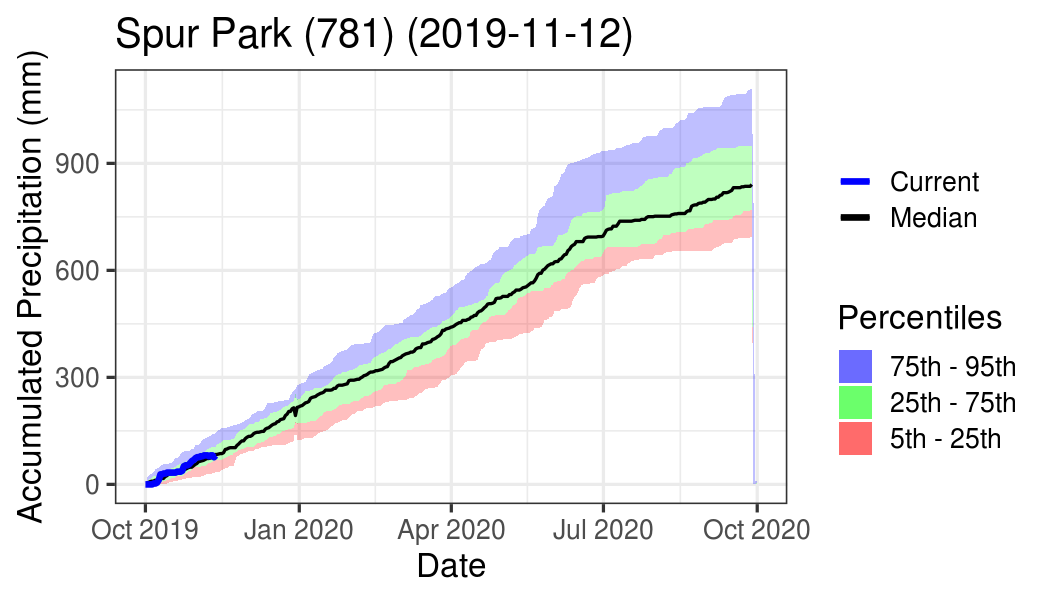 Spur Park (781) (2019-11-12)
Accumulated Precipitation (mm)
900
600
300
0
Oct 2019 Jan 2020 Apr 2020 Jul 2020 Oct 2020
Date
Current
Median
Percentiles
75th - 95th
25th - 75th
5th - 25th